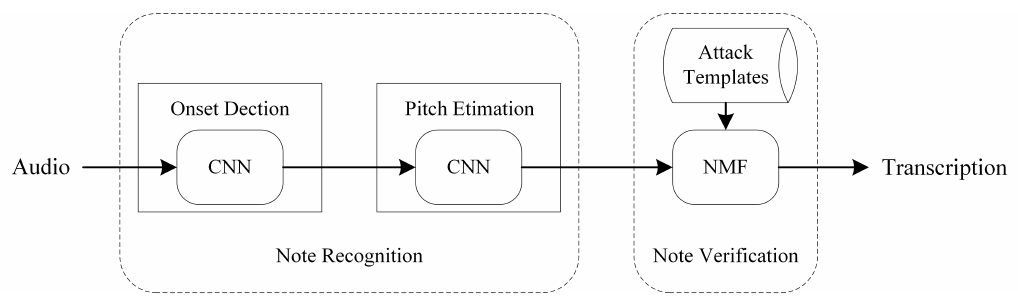 Attack
Templates
Onset Dection
Pitch Etimation
Audio
CNN
CNN
NMF
Transcription
Note Recognition
Note Verification